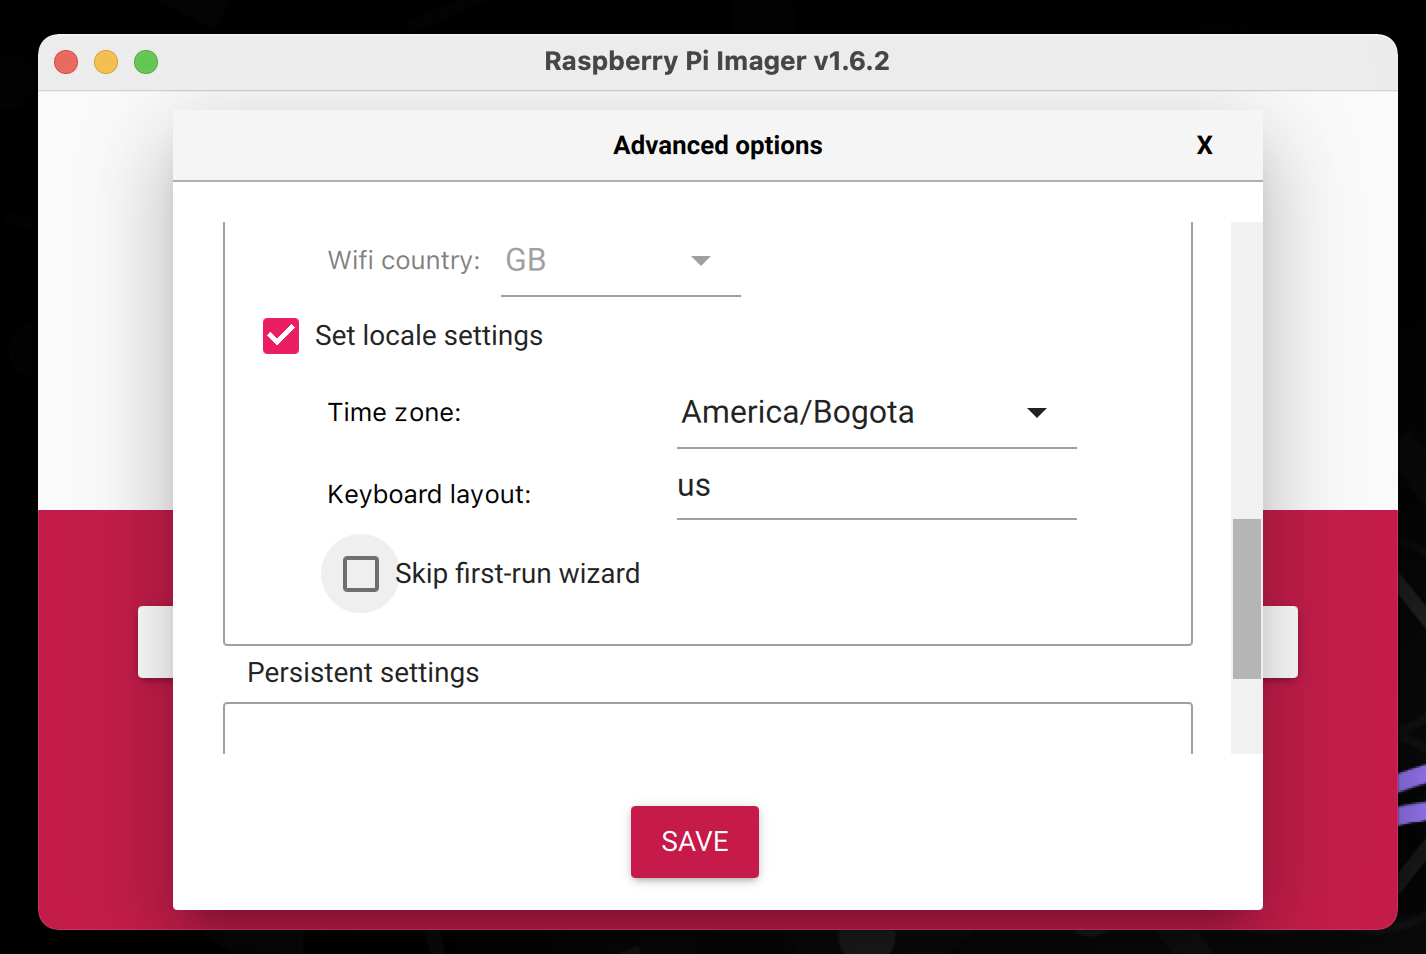 Raspberry Pi Imager v1.6.2
Advanced options X
Wifi country: GB
Set locale settings
Time zone: America/Bogota
Keyboard layout: us
Skip first-run wizard
Persistent settings
SAVE